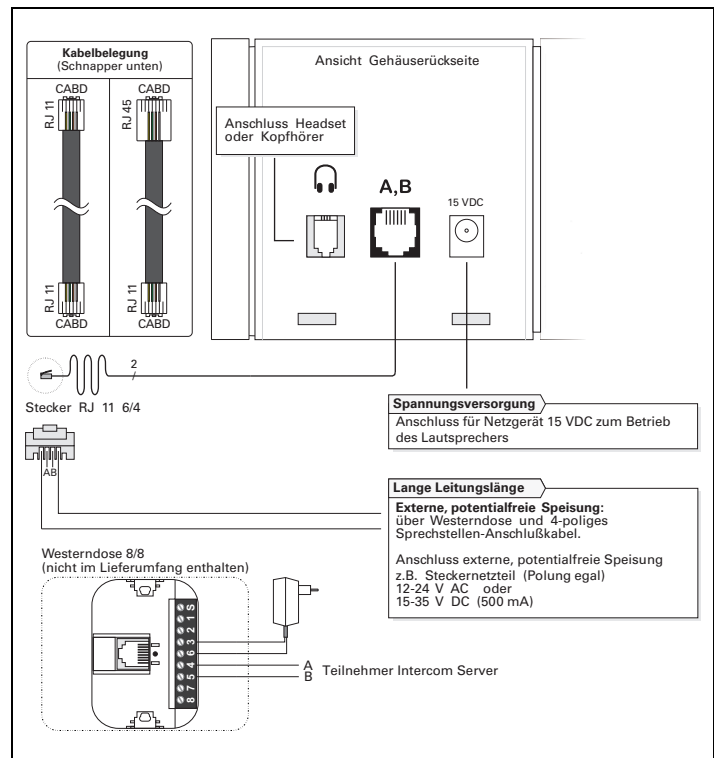 Kabelbelegung
(Schnapper unten)
CABD
CABD
RJ 11
RJ 45
RJ 11
RJ 11
CABD
CABD
Ansicht Gehäuserückseite
Anschluss Headset
oder Kopfhörer
A,B
15 VDC
2
Stecker RJ 11 6/4
AB
Spannungsversorgung
Anschluss für Netzgerät 15 VDC zum Betrieb
des Lautsprechers
Lange Leitungslänge
Externe, potentialfreie Speisung:
über Westerndose und 4-poliges
Sprechstellen-Anschlußkabel.
Anschluss externe, potentialfreie Speisung
z.B. Steckernetzteil (Polung egal)
12-24 V AC oder
15-35 V DC (500 mA)
Westerndose 8/8
(nicht im Lieferumfang enthalten)
S
1
2
3
6
4
5
7
8
A
B
Teilnehmer Intercom Server